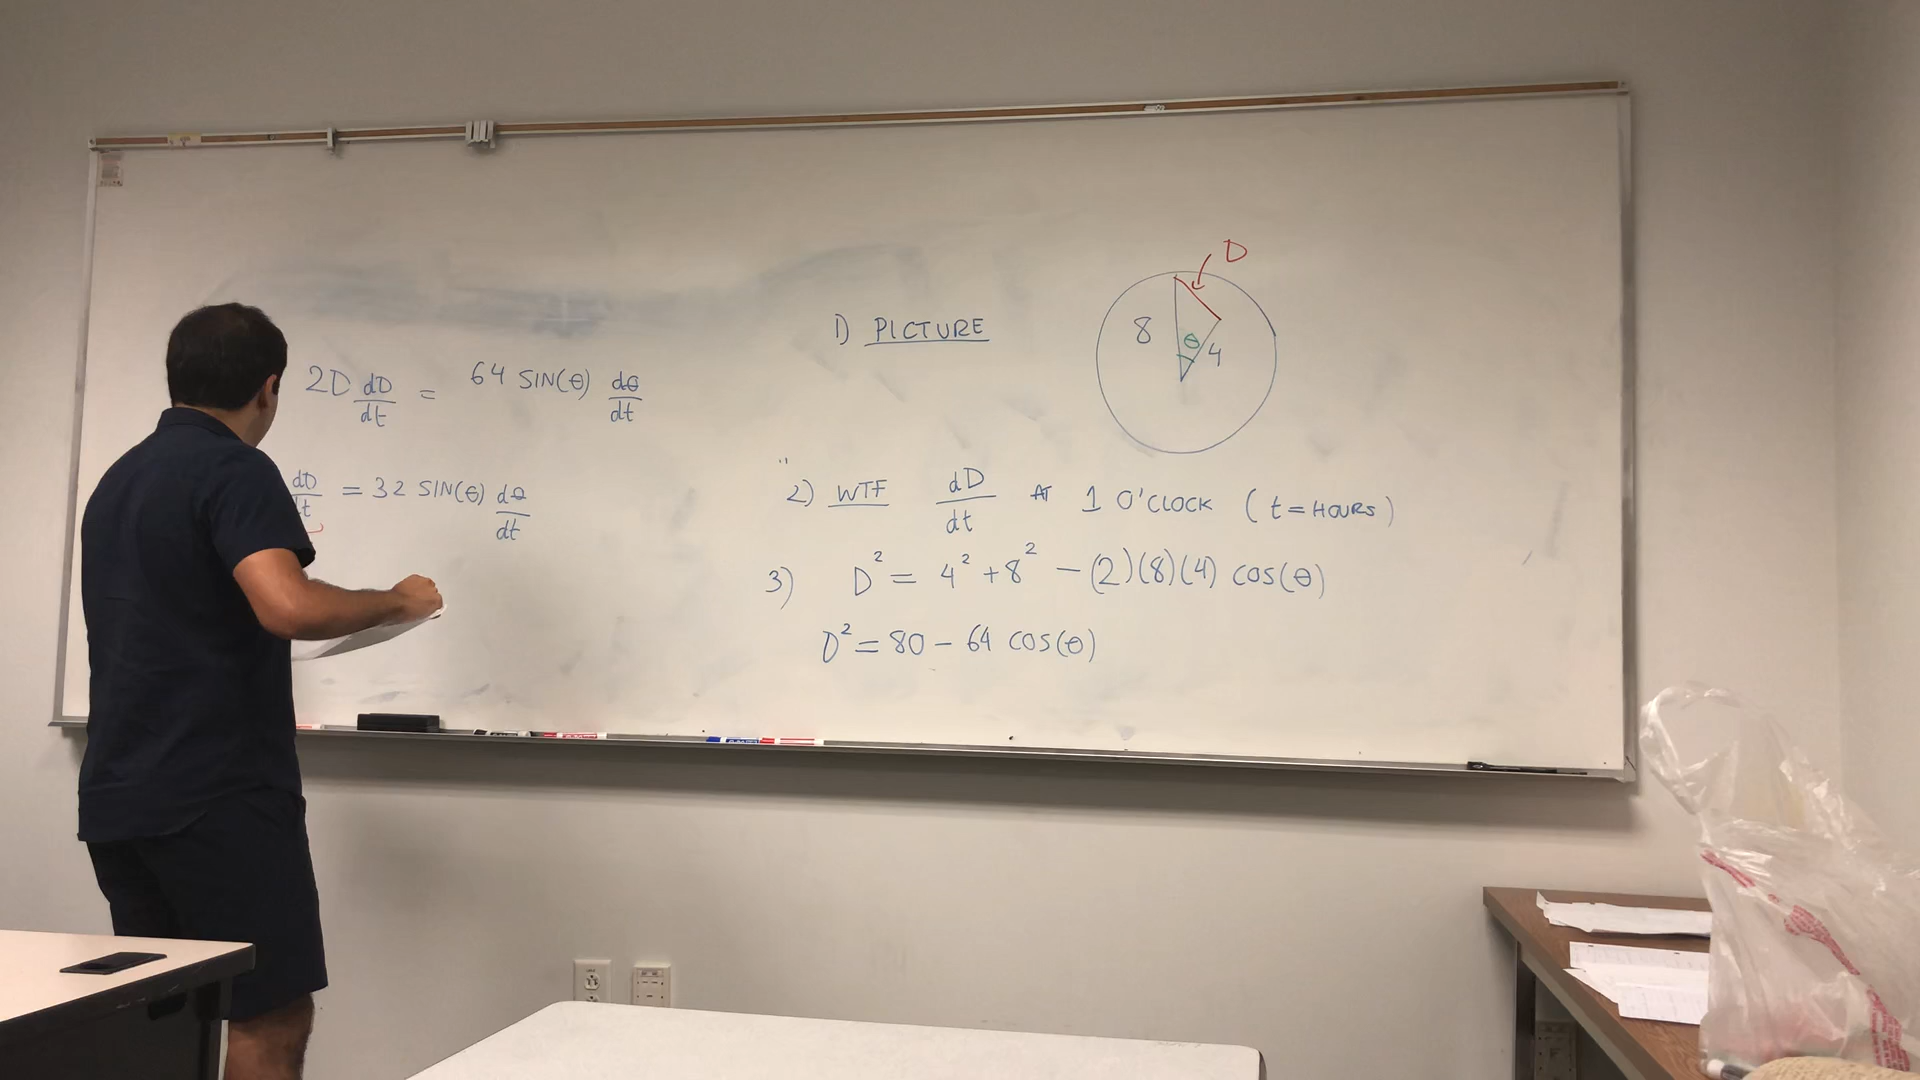 2D dD/dt = 64 SIN(θ) dθ/dt
dD/dt = 32 SIN(θ) dθ/dt
1) PICTURE
D
8
θ
4
2) WTF dD/dt AT 1 O'CLOCK (t=HOURS)
3) D² = 4² + 8² - (2)(8)(4) COS(θ)
D² = 80 - 64 COS(θ)